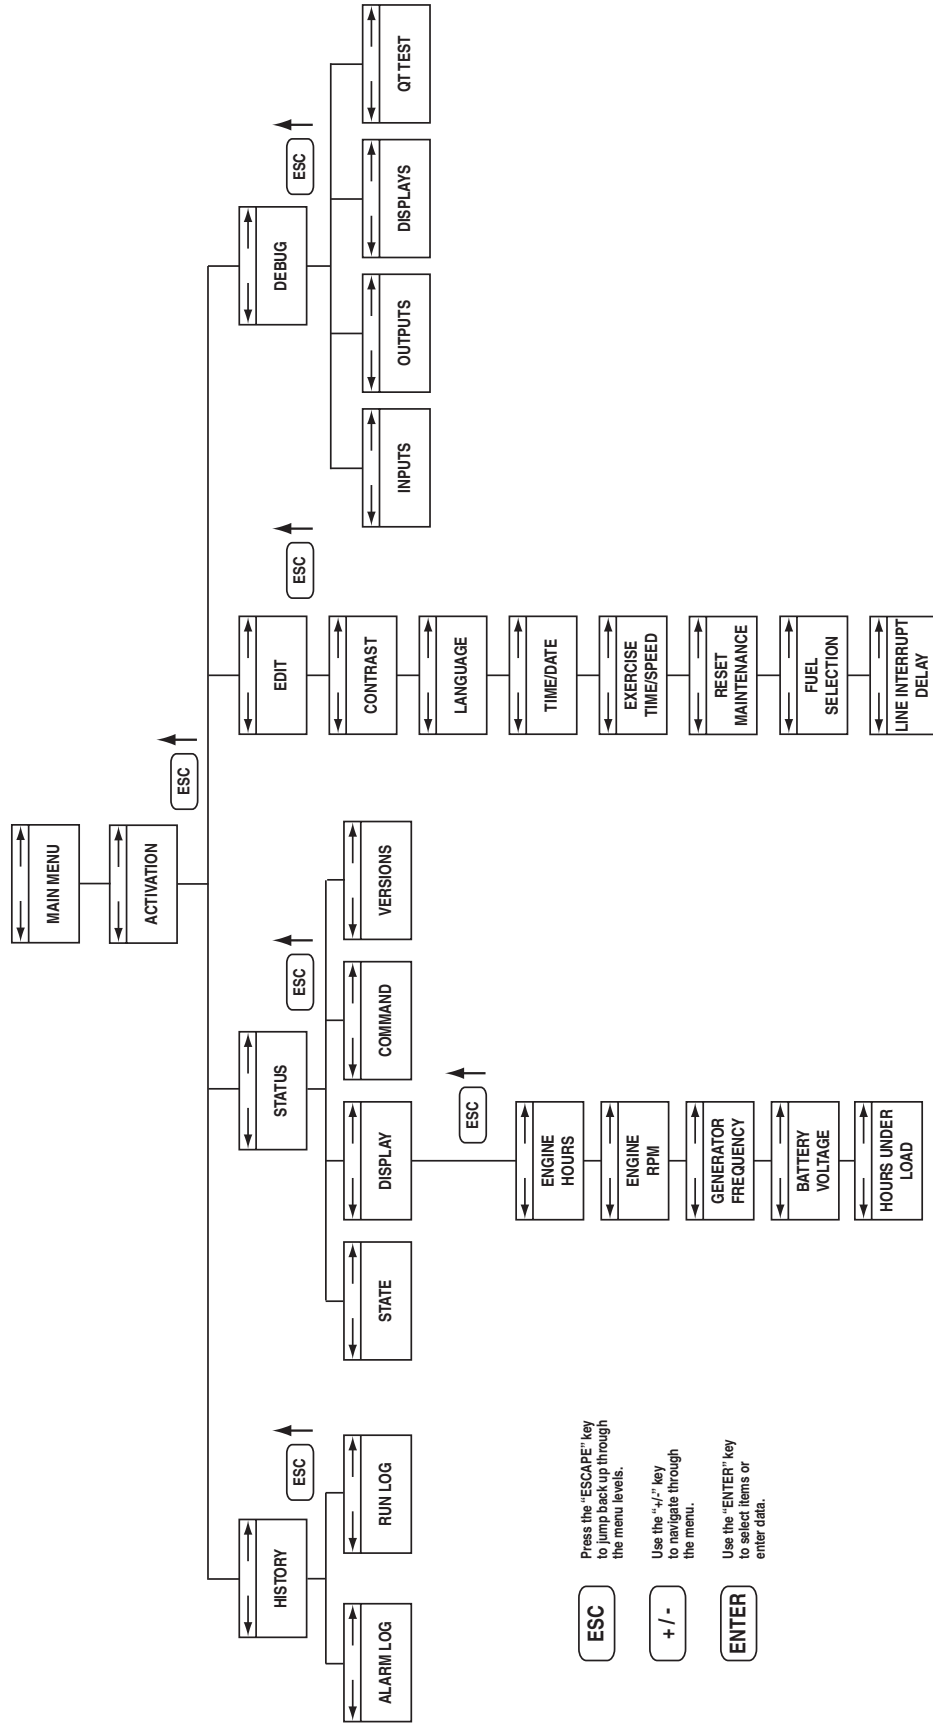 MAIN MENU
ACTIVATION
ESC
HISTORY
STATUS
EDIT
DEBUG
ESC
ESC
ESC
ESC
ALARM LOG
RUN LOG
STATE
DISPLAY
COMMAND
VERSIONS
CONTRAST
LANGUAGE
TIME/DATE
EXERCISE
TIME/SPEED
RESET
MAINTENANCE
FUEL
SELECTION
LINE INTERRUPT
DELAY
INPUTS
OUTPUTS
DISPLAYS
QT TEST
ESC
ENGINE
HOURS
ENGINE
RPM
GENERATOR
FREQUENCY
BATTERY
VOLTAGE
HOURS UNDER
LOAD
ESC
Press the “ESCAPE” key
to jump back up through
the menu levels.
+ / -
Use the “+/-” key
to navigate through
the menu.
ENTER
Use the “ENTER” key
to select items or
enter data.